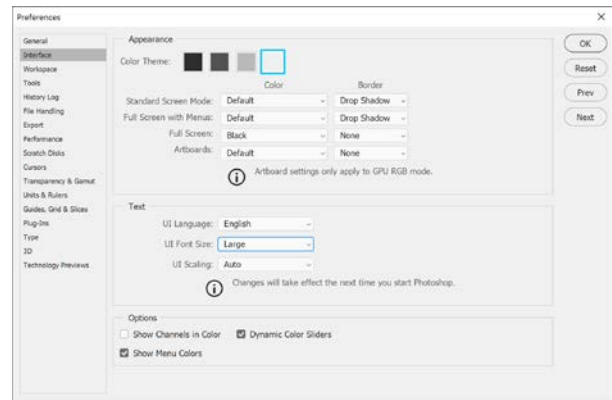 Preferences
General
Interface
Workspace
Tools
History Log
File Handling
Export
Performance
Scratch Disks
Cursors
Transparency & Gamut
Units & Rulers
Guides, Grid & Slices
Plug-Ins
Type
3D
Technology Previews
Appearance
Color Theme:
Color Border
Standard Screen Mode: Default Drop Shadow
Full Screen with Menus: Default Drop Shadow
Full Screen: Black None
Artboards: Default None
Artboard settings only apply to GPU RGB mode.
Text
UI Language: English
UI Font Size: Large
UI Scaling: Auto
Changes will take effect the next time you start Photoshop.
Options
Show Channels in Color Dynamic Color Sliders
Show Menu Colors
OK
Reset
Prev
Next